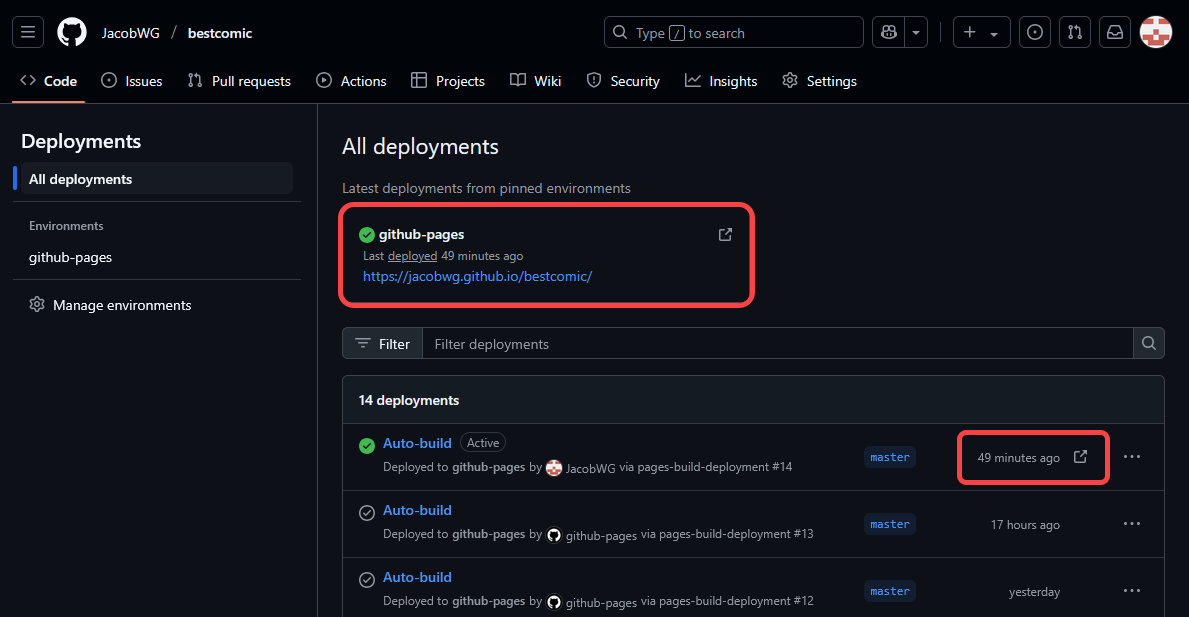 JacobWG / bestcomic
Type / to search
Code Issues Pull requests Actions Projects Wiki Security Insights Settings
Deployments
All deployments
Environments
github-pages
Manage environments
All deployments
Latest deployments from pinned environments
github-pages
Last deployed 49 minutes ago
https://jacobwg.github.io/bestcomic/
Filter Filter deployments
14 deployments
Auto-build Active
Deployed to github-pages by JacobWG via pages-build-deployment #14
master
49 minutes ago
Auto-build
Deployed to github-pages by github-pages via pages-build-deployment #13
master
17 hours ago
Auto-build
Deployed to github-pages by github-pages via pages-build-deployment #12
master
yesterday